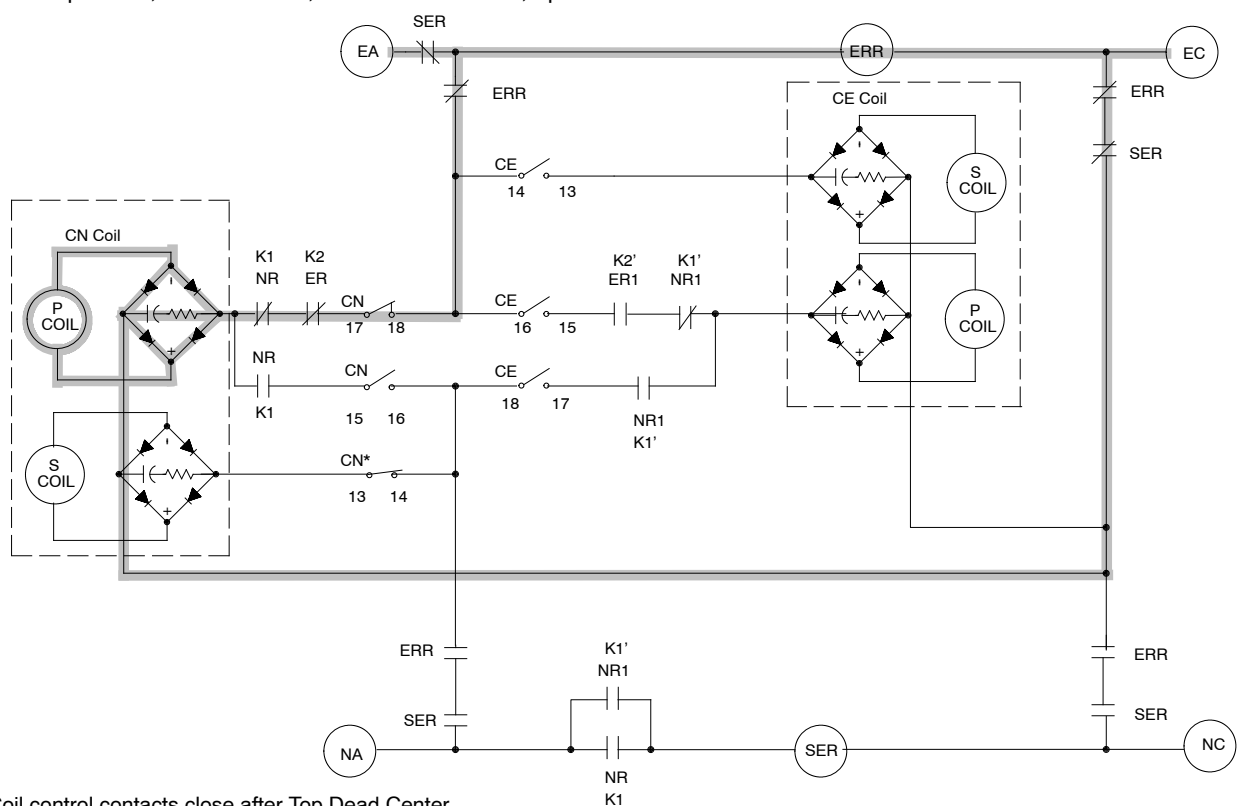 SER
EA
ERR
EC
ERR
CE Coil
ERR
SER
CE
14 13
S
COIL
CN Coil
K1
NR
K2
ER
K2'
ER1
K1'
NR1
P
COIL
CN
17 18
CE
16 15
P
COIL
NR
K1
CN
15 16
CE
18 17
NR1
K1'
S
COIL
CN*
13 14
ERR
K1'
NR1
ERR
SER
SER
NA
SER
NC
NR
K1
Coil control contacts close after Top Dead Center